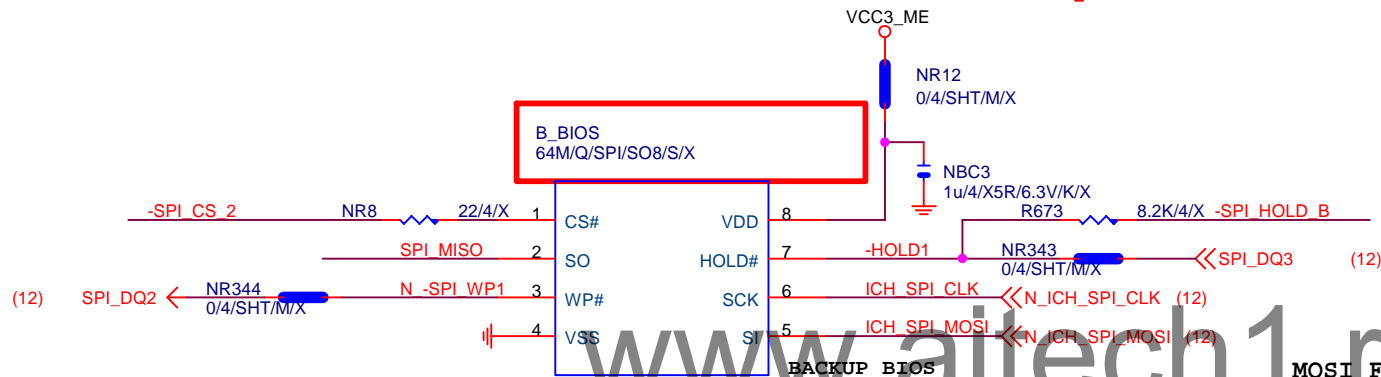 VCC3_ME
NR12
0/4/SHT/M/X
B_BIOS
64M/Q/SPI/SO8/S/X
NBC3
1u/4/X5R/6.3V/K/X
-SPI_CS_2
NR8
22/4/X
1
CS#
VDD
8
R673
8.2K/4/X
-SPI_HOLD_B
SPI_MISO
2
SO
HOLD#
7
-HOLD1
NR343
0/4/SHT/M/X
SPI_DQ3
(12)
(12)
SPI_DQ2
NR344
0/4/SHT/M/X
N_-SPI_WP1
3
WP#
SCK
6
ICH_SPI_CLK
N_ICH_SPI_CLK
(12)
4
VSS
SI
5
ICH_SPI_MOSI
N_ICH_SPI_MOSI
(12)
BACKUP BIOS
MOSI
www.aitech1.r